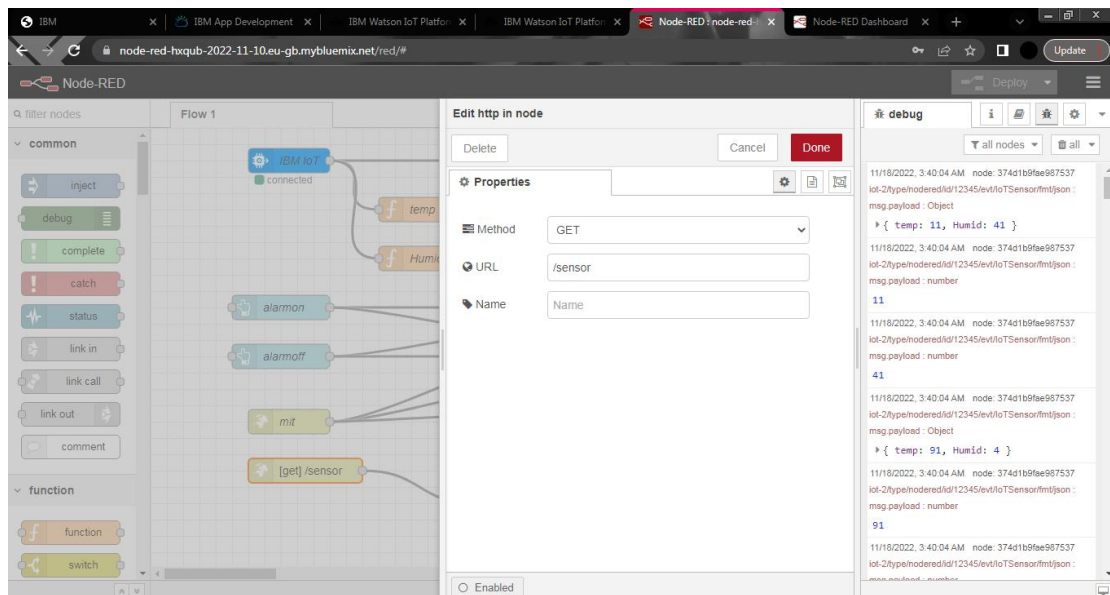 IBM
IBM App Development
IBM Watson IoT Platfor
IBM Watson IoT Platfor
Node-RED : node-red-h
Node-RED Dashboard
node-red-hxqub-2022-11-10.eu-gb.mybluemix.net/red/#
Update
Node-RED
Deploy
filter nodes
common
inject
debug
complete
catch
status
link in
link call
link out
comment
function
function
switch
Flow 1
IBM IoT
connected
temp
Humi
alarmon
alarmoff
mit
[get] /sensor
Edit http in node
Delete
Cancel
Done
Properties
Method
GET
URL
/sensor
Name
Name
Enabled
debug
i
all nodes
all
11/18/2022, 3:40:04 AM node: 374d1b9fae987537
iot-2/type/nodered/id/12345/evt/IoTSensor/fmt/json :
msg.payload : Object
{ temp: 11, Humid: 41 }
11/18/2022, 3:40:04 AM node: 374d1b9fae987537
iot-2/type/nodered/id/12345/evt/IoTSensor/fmt/json :
msg.payload : number
11
11/18/2022, 3:40:04 AM node: 374d1b9fae987537
iot-2/type/nodered/id/12345/evt/IoTSensor/fmt/json :
msg.payload : number
41
11/18/2022, 3:40:04 AM node: 374d1b9fae987537
iot-2/type/nodered/id/12345/evt/IoTSensor/fmt/json :
msg.payload : Object
{ temp: 91, Humid: 4 }
11/18/2022, 3:40:04 AM node: 374d1b9fae987537
iot-2/type/nodered/id/12345/evt/IoTSensor/fmt/json :
msg.payload : number
91
11/18/2022, 3:40:04 AM node: 374d1b9fae987537
iot-2/type/nodered/id/12345/evt/IoTSensor/fmt/json :
msg.payload : number